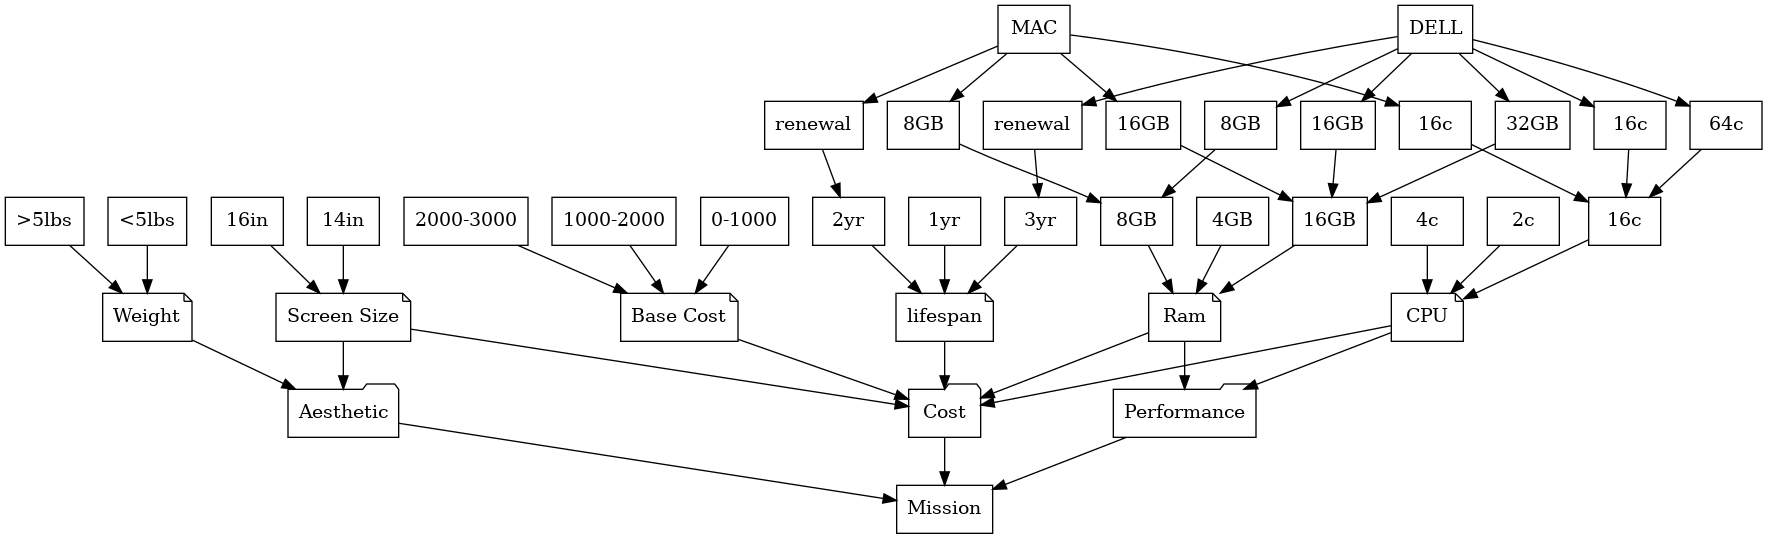 MAC
DELL
renewal
8GB
renewal
16GB
8GB
16GB
16c
32GB
16c
64c
>5lbs
<5lbs
16in
14in
2000-3000
1000-2000
0-1000
2yr
1yr
3yr
8GB
4GB
16GB
4c
2c
16c
Weight
Screen Size
Base Cost
lifespan
Ram
CPU
Aesthetic
Cost
Performance
Mission